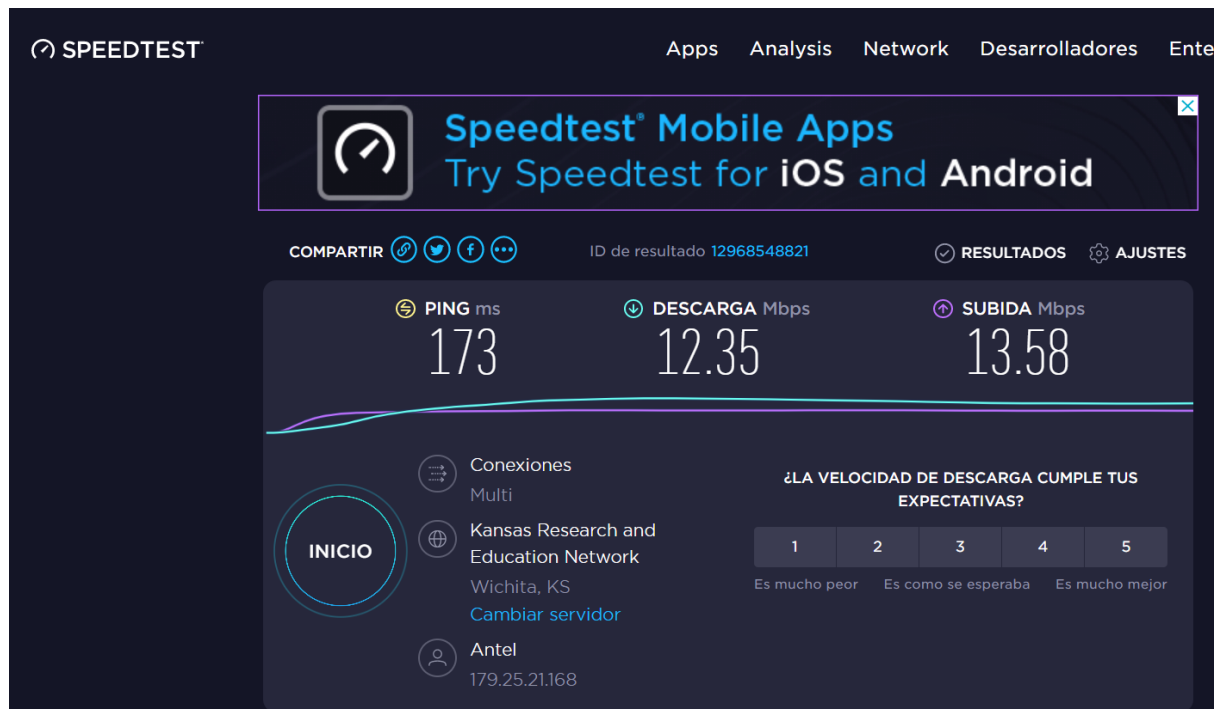 SPEEDTEST
Apps Analysis Network Desarrolladores Ente
Speedtest® Mobile Apps
Try Speedtest for iOS and Android
COMPARTIR ID de resultado 12968548821 RESULTADOS AJUSTES
PING ms DESCARGA Mbps SUBIDA Mbps
173 12.35 13.58
INICIO
Conexiones
Multi
Kansas Research and
Education Network
Wichita, KS
Cambiar servidor
Antel
179.25.21.168
¿LA VELOCIDAD DE DESCARGA CUMPLE TUS
EXPECTATIVAS?
1 2 3 4 5
Es mucho peor Es como se esperaba Es mucho mejor